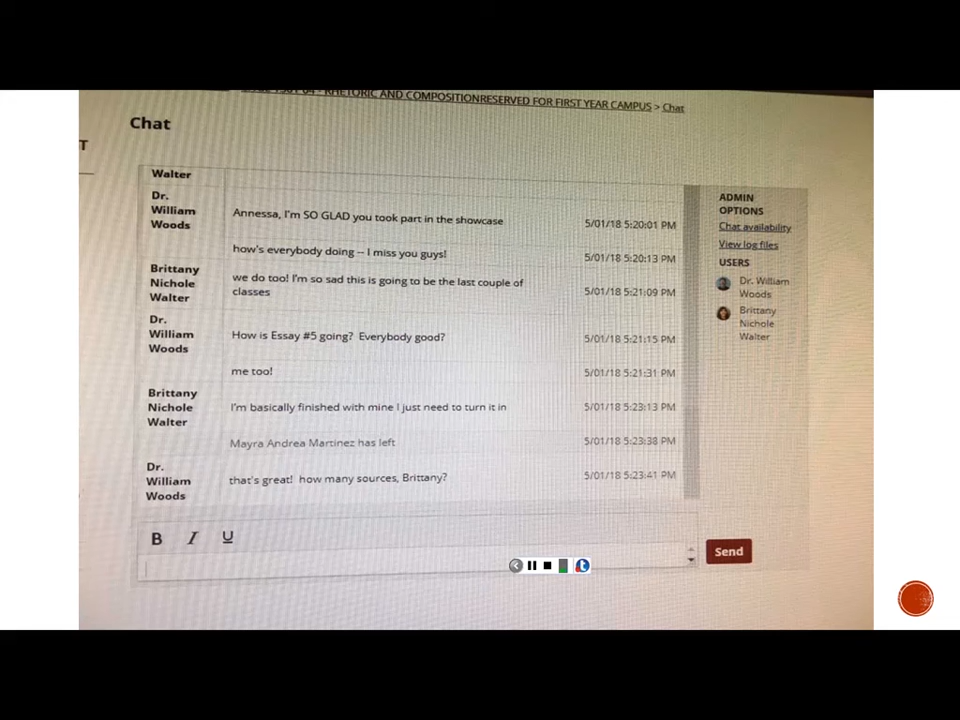 RHETORIC AND COMPOSITIONRESERVED FOR FIRST YEAR CAMPUS > Chat
Chat
T
Walter
Dr.
William
Woods
Annessa, I'm SO GLAD you took part in the showcase
5/01/18 5:20:01 PM
how's everybody doing -- I miss you guys!
5/01/18 5:20:13 PM
Brittany
Nichole
Walter
we do too! I'm so sad this is going to be the last couple of
classes
5/01/18 5:21:09 PM
Dr.
William
Woods
How is Essay #5 going? Everybody good?
5/01/18 5:21:15 PM
me too!
5/01/18 5:21:31 PM
Brittany
Nichole
Walter
I'm basically finished with mine I just need to turn it in
5/01/18 5:23:13 PM
Mayra Andrea Martinez has left
5/01/18 5:23:38 PM
Dr.
William
Woods
that's great! how many sources, Brittany?
5/01/18 5:23:41 PM
ADMIN
OPTIONS
Chat availability
View log files
USERS
Dr. William
Woods
Brittany
Nichole
Walter
B I U
Send
t